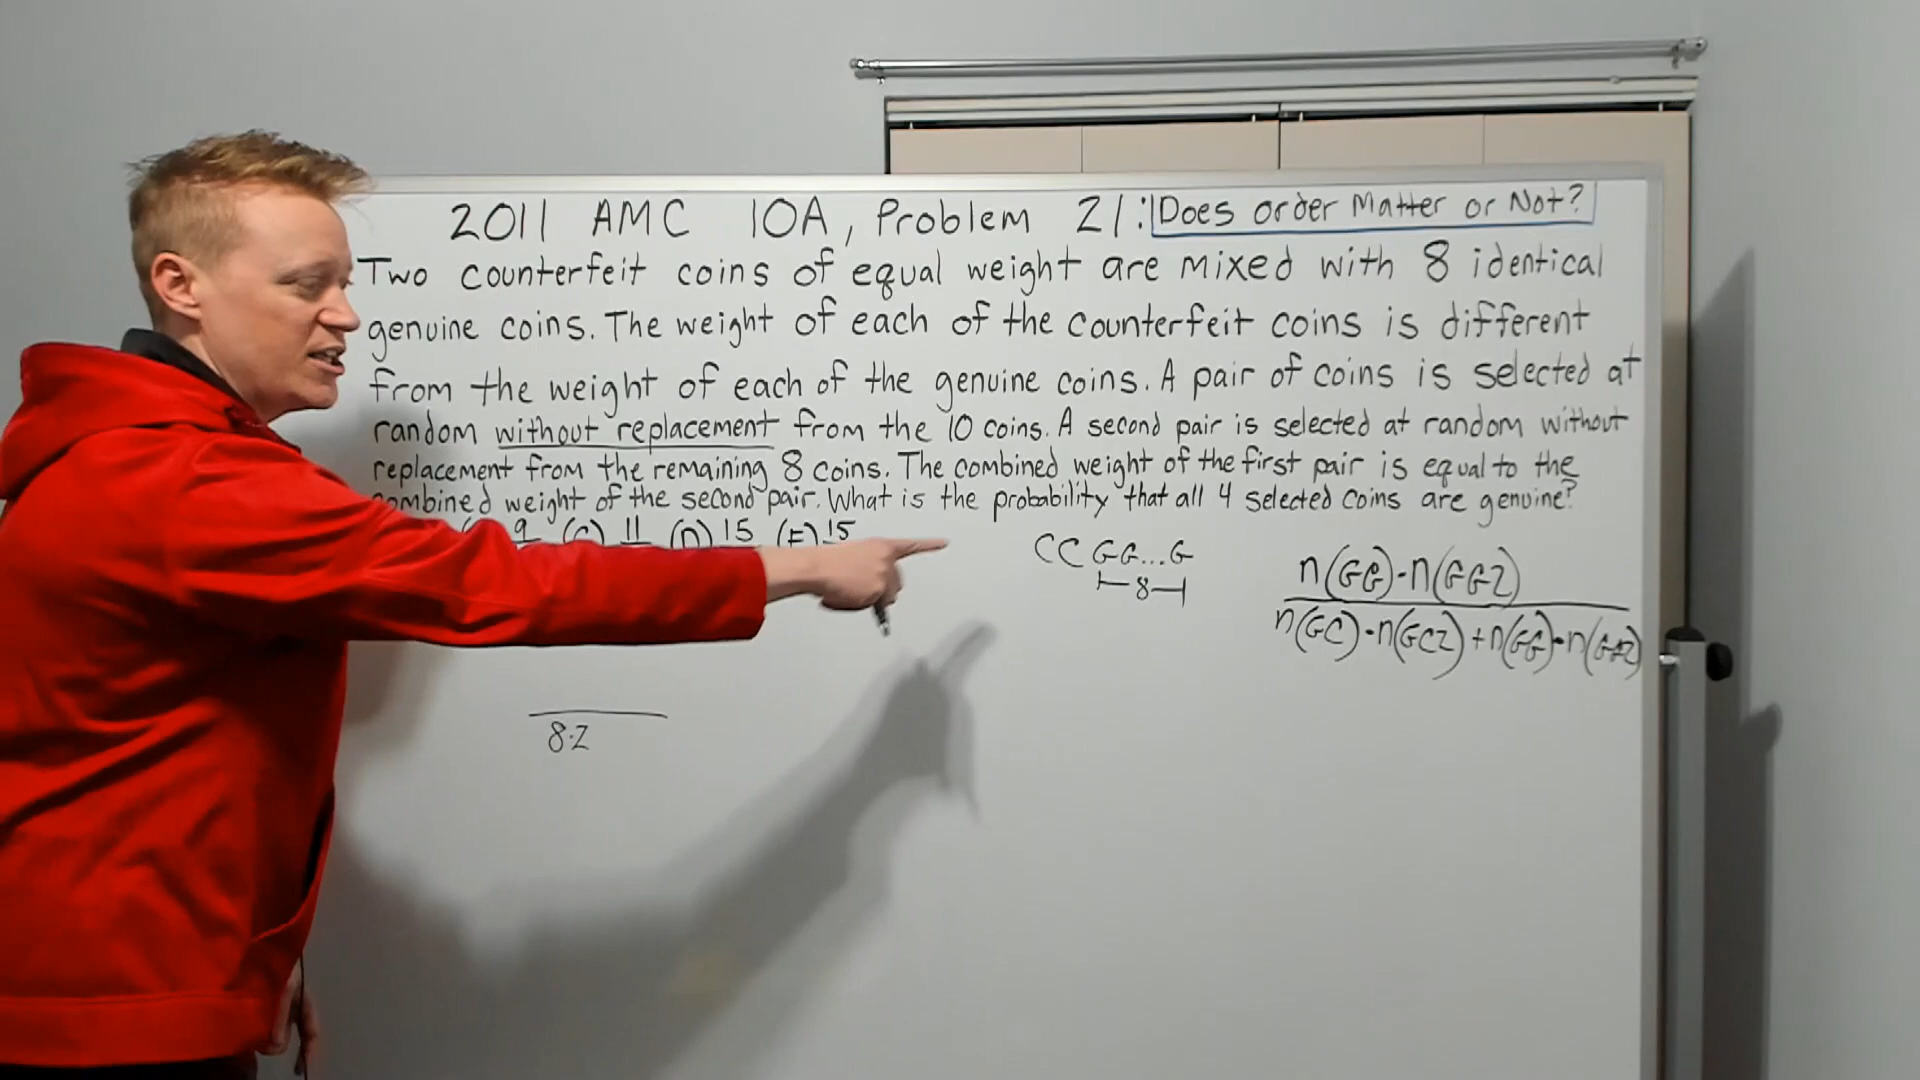 2011 AMC 10A, Problem 21: Does order Matter or Not?
Two counterfeit coins of equal weight are mixed with 8 identical
genuine coins. The weight of each of the counterfeit coins is different
from the weight of each of the genuine coins. A pair of coins is selected at
random without replacement from the 10 coins. A second pair is selected at random without
replacement from the remaining 8 coins. The combined weight of the first pair is equal to the
combined weight of the second pair. What is the probability that all 4 selected coins are genuine?
9 (C) 11 (D) 15 (E) 15
CC GG...G
8
n(GG)·n(GG2)
n(GC)·n(GC2)+n(GG)·n(GG2)
8·2